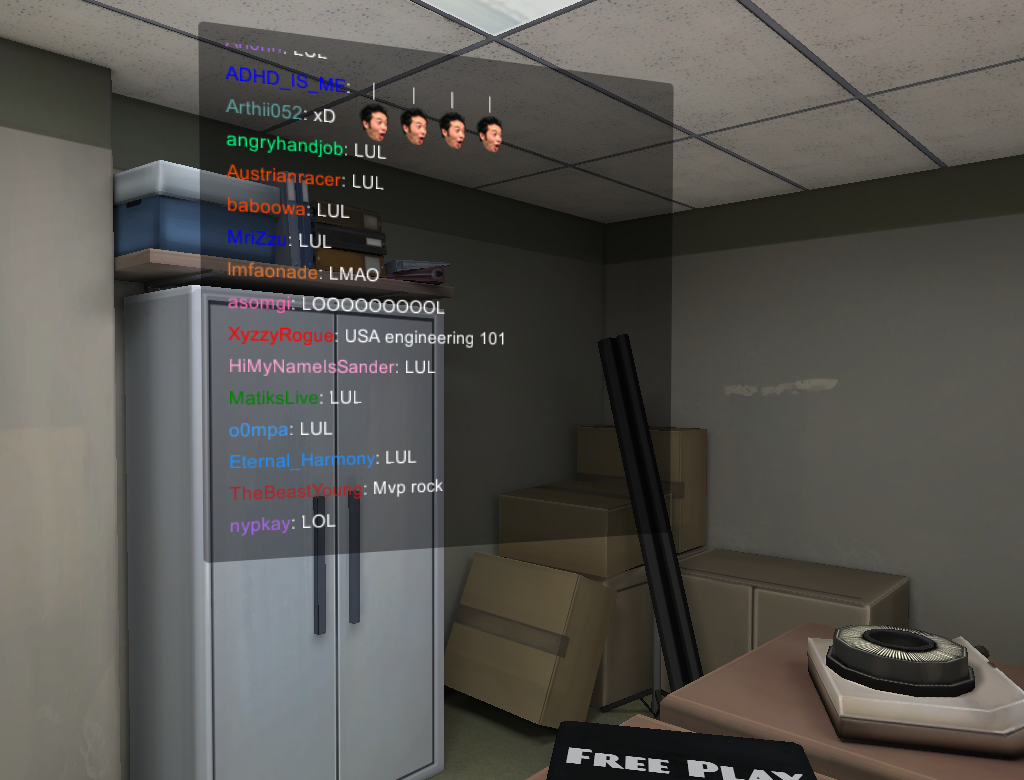 LUL
ADHD_IS_ME:
Arthii052: xD
angryhandjob: LUL
Austrianracer: LUL
baboowa: LUL
MriZzu: LUL
lmfaonade: LMAO
asomgi: LOOOOOOOOOL
XyzzyRogue: USA engineering 101
HiMyNameIsSander: LUL
MatiksLive: LUL
o0mpa: LUL
Eternal_Harmony: LUL
TheBeastYoung: Mvp rock
nypkay: LOL
FREE PLAY